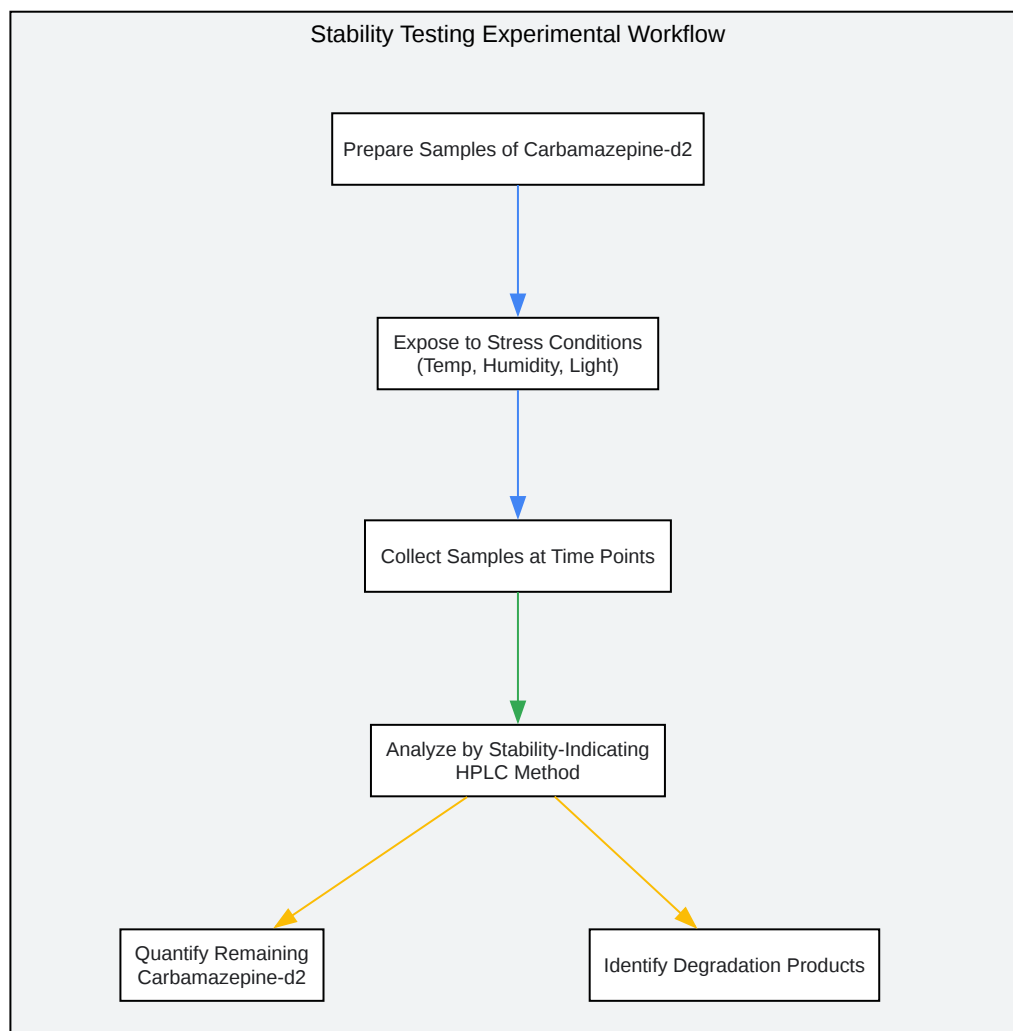 Stability Testing Experimental Workflow
Prepare Samples of Carbamazepine-d2
Expose to Stress Conditions
(Temp, Humidity, Light)
Collect Samples at Time Points
Analyze by Stability-Indicating
HPLC Method
Quantify Remaining
Carbamazepine-d2
Identify Degradation Products